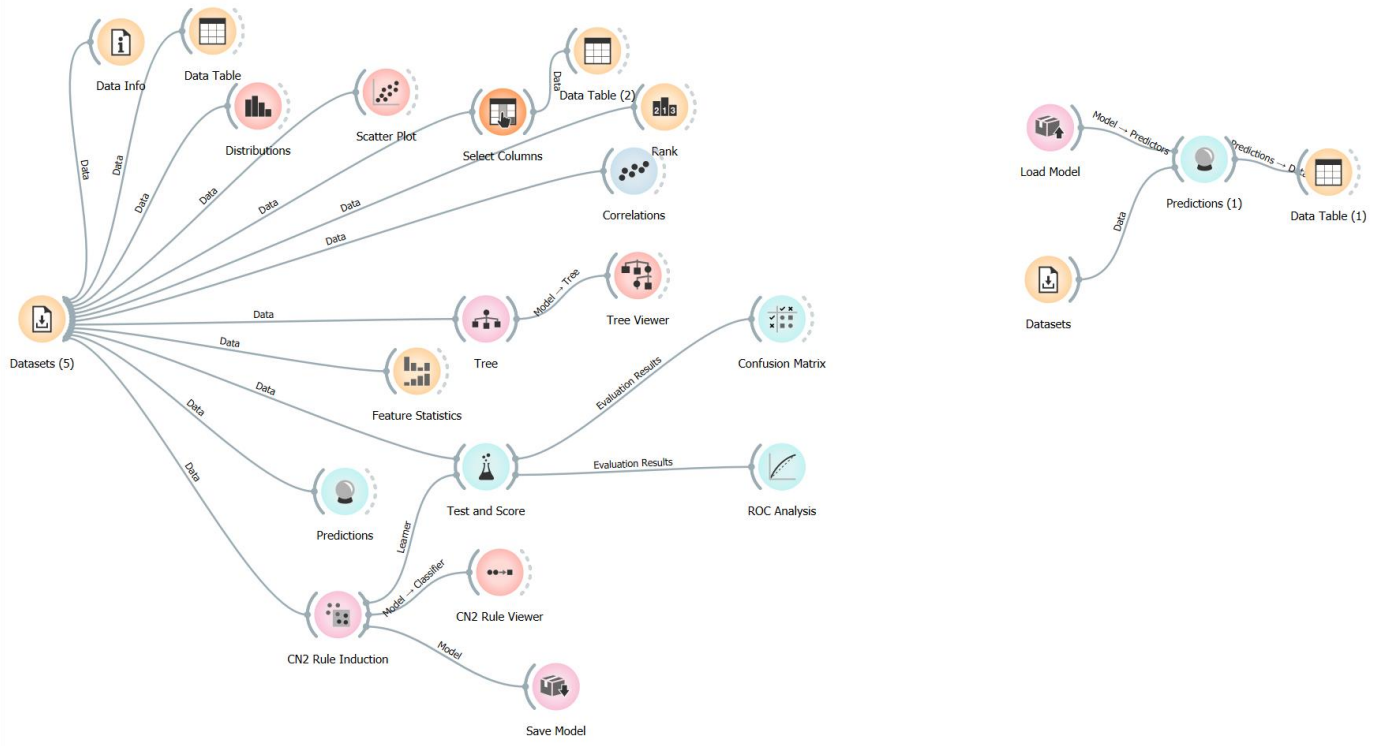 Data Info
Data Table
Distributions
Scatter Plot
Select Columns
Data
Data Table (2)
213
Rank
Correlations
Data
Data
Data
Data
Data
Data
Data
Datasets (5)
Data
Tree
Model → Tree
Tree Viewer
Data
Feature Statistics
Data
Data
Data
Predictions
Test and Score
Evaluation Results
Confusion Matrix
Evaluation Results
ROC Analysis
Learner
Model → Classifier
CN2 Rule Viewer
CN2 Rule Induction
Model
Save Model
Load Model
Model → Predictors
Predictions (1)
Predictions → Data
Data Table (1)
Data
Datasets